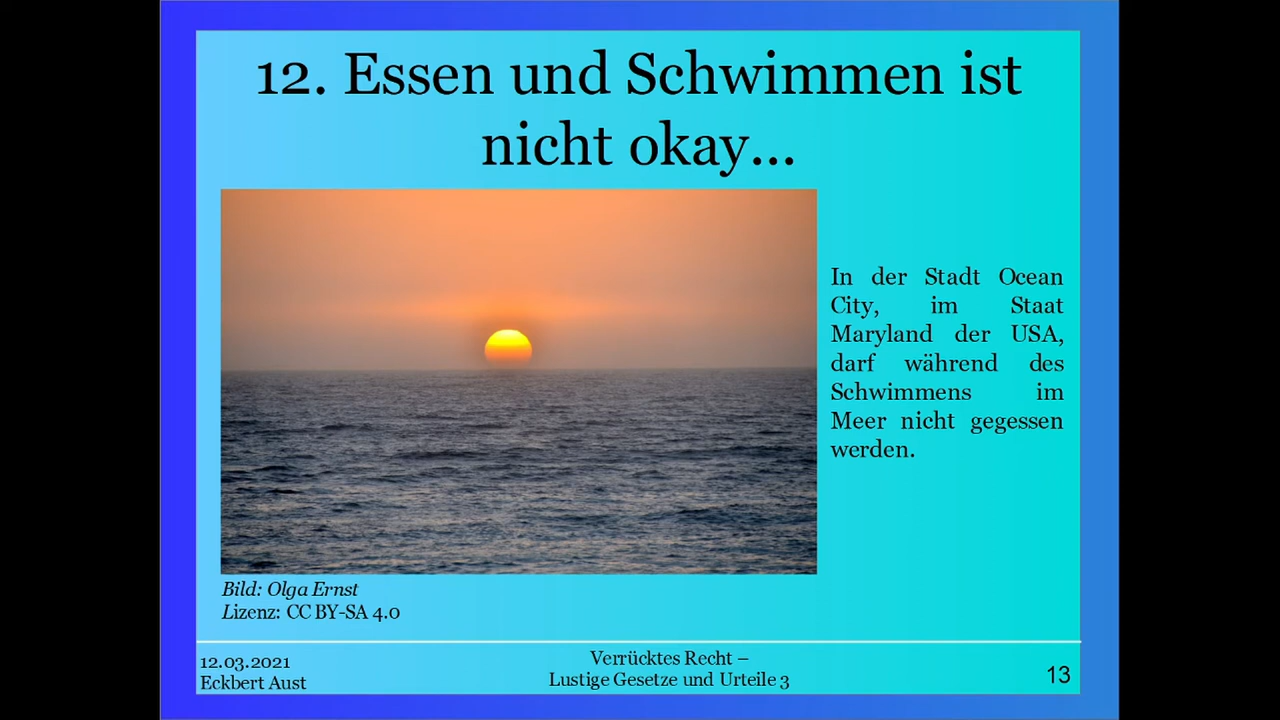 12. Essen und Schwimmen ist
nicht okay...
In der Stadt Ocean
City, im Staat
Maryland der USA,
darf während des
Schwimmens im
Meer nicht gegessen
werden.
Bild: Olga Ernst
Lizenz: CC BY-SA 4.0
12.03.2021
Eckbert Aust
Verrücktes Recht –
Lustige Gesetze und Urteile 3
13